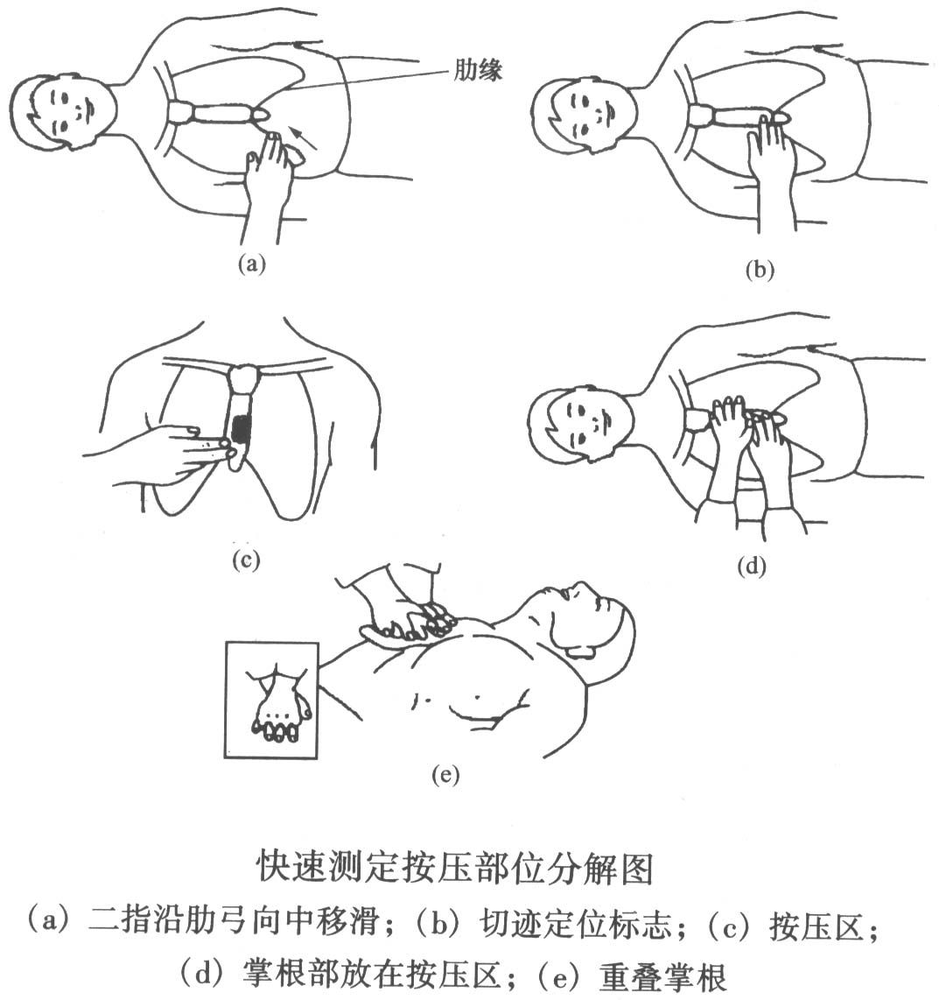 肋缘
(a)
(b)
(c)
(d)
(e)
快速测定按压部位分解图
(a) 二指沿肋弓向中移滑；(b) 切迹定位标志；(c) 按压区；
(d) 掌根部放在按压区；(e) 重叠掌根